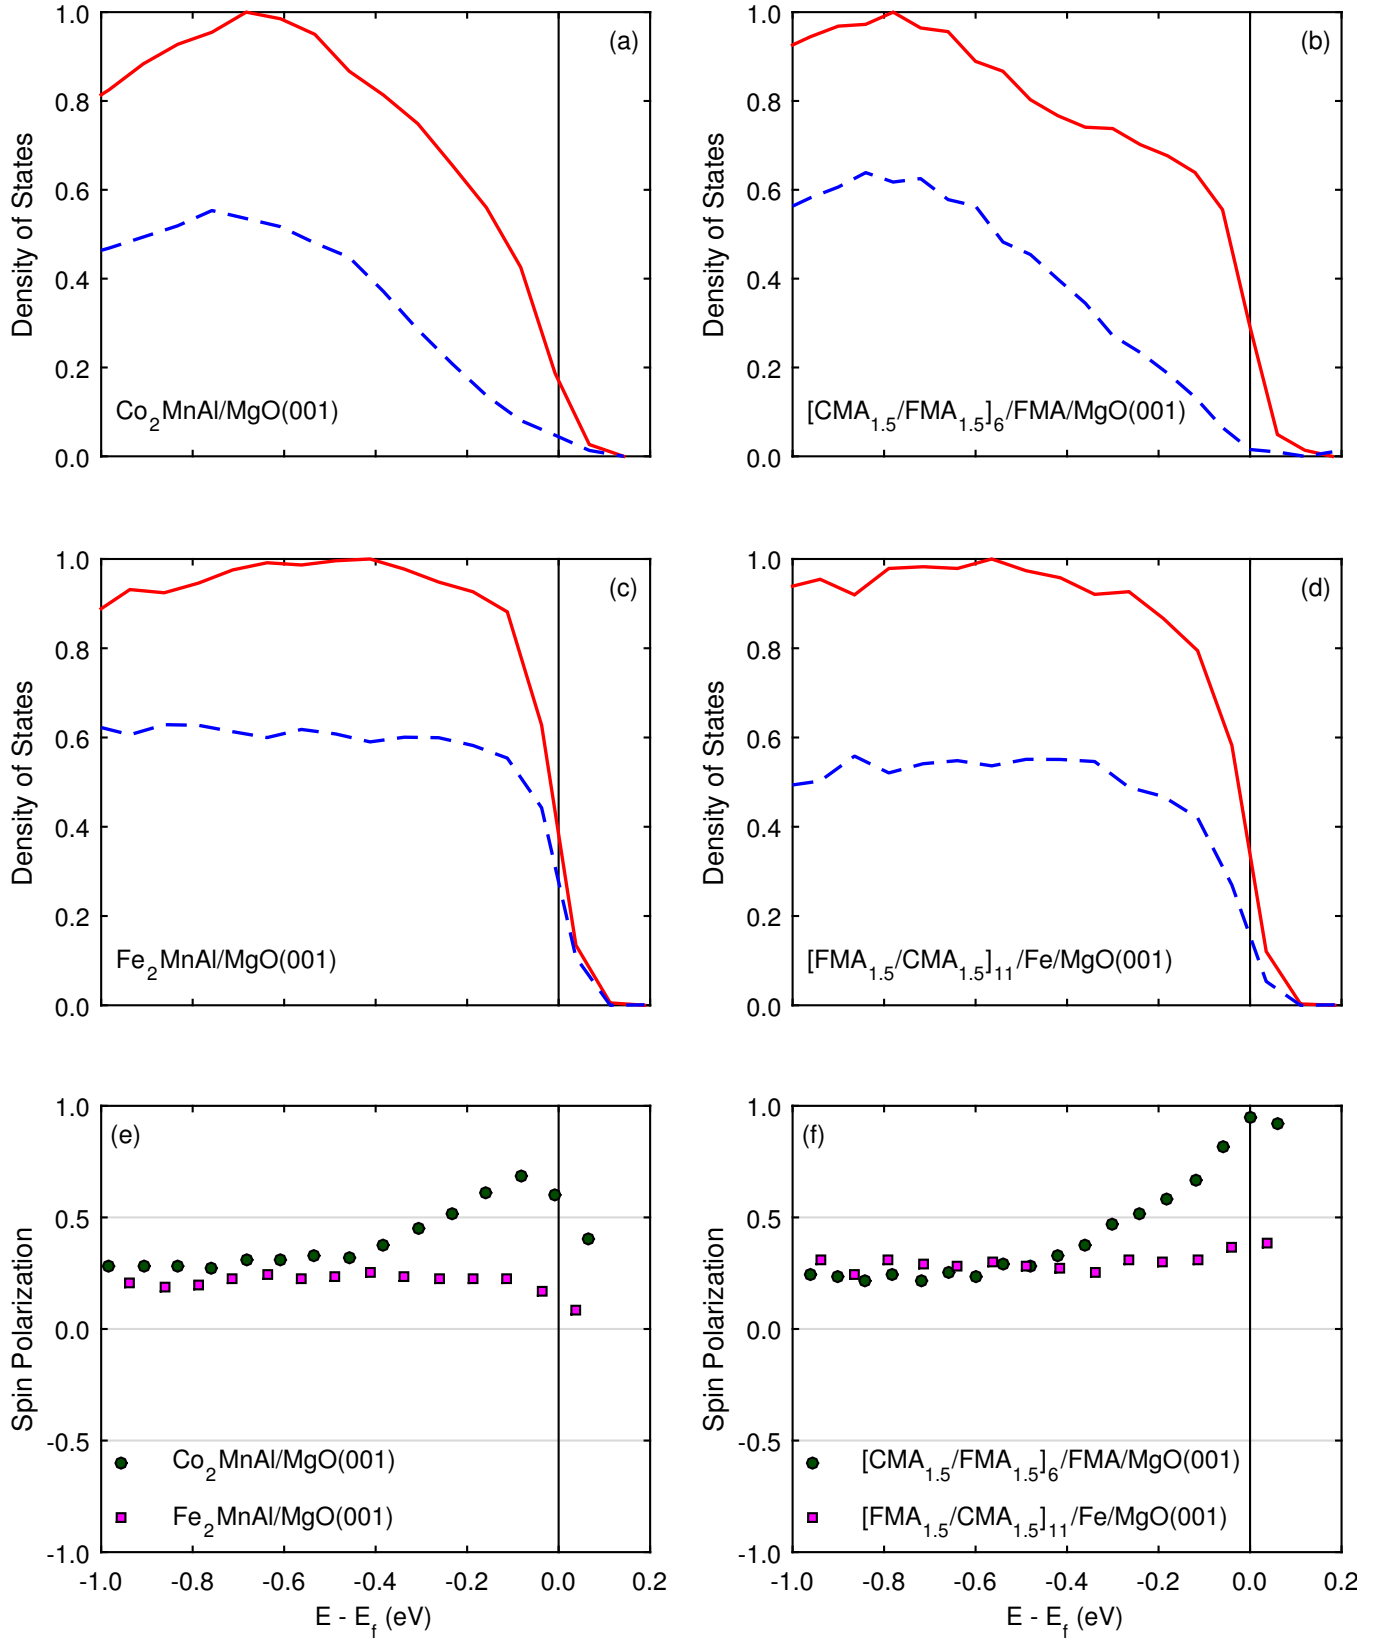 (a)
Density of States
1.0
0.8
0.6
0.4
0.2
0.0
Co2MnAl/MgO(001)
(b)
Density of States
1.0
0.8
0.6
0.4
0.2
0.0
[CMA1.5/FMA1.5]6/FMA/MgO(001)
(c)
Density of States
1.0
0.8
0.6
0.4
0.2
0.0
Fe2MnAl/MgO(001)
(d)
Density of States
1.0
0.8
0.6
0.4
0.2
0.0
[FMA1.5/CMA1.5]11/Fe/MgO(001)
(e)
Spin Polarization
1.0
0.5
0.0
-0.5
-1.0
Co2MnAl/MgO(001)
Fe2MnAl/MgO(001)
-1.0 -0.8 -0.6 -0.4 -0.2 0.0 0.2
E - Ef (eV)
(f)
Spin Polarization
1.0
0.5
0.0
-0.5
-1.0
[CMA1.5/FMA1.5]6/FMA/MgO(001)
[FMA1.5/CMA1.5]11/Fe/MgO(001)
-1.0 -0.8 -0.6 -0.4 -0.2 0.0 0.2
E - Ef (eV)